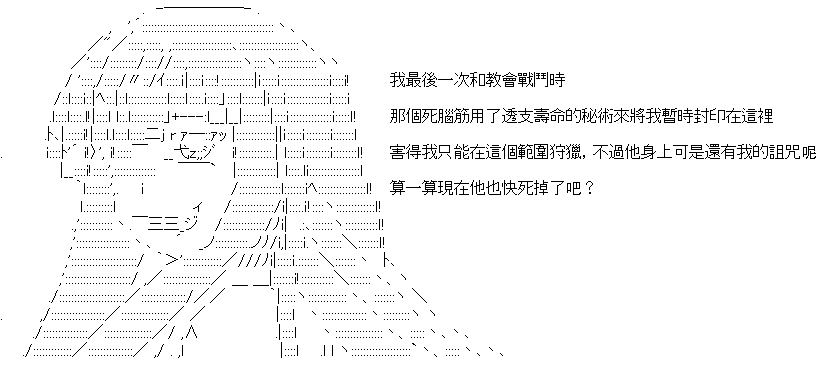 我最後一次和教會戰鬥時
那個死腦筋用了透支壽命的秘術來將我暫時封印在這裡
害得我只能在這個範圍狩獵，不過他身上可是還有我的詛咒呢
算一算現在他也快死掉了吧？